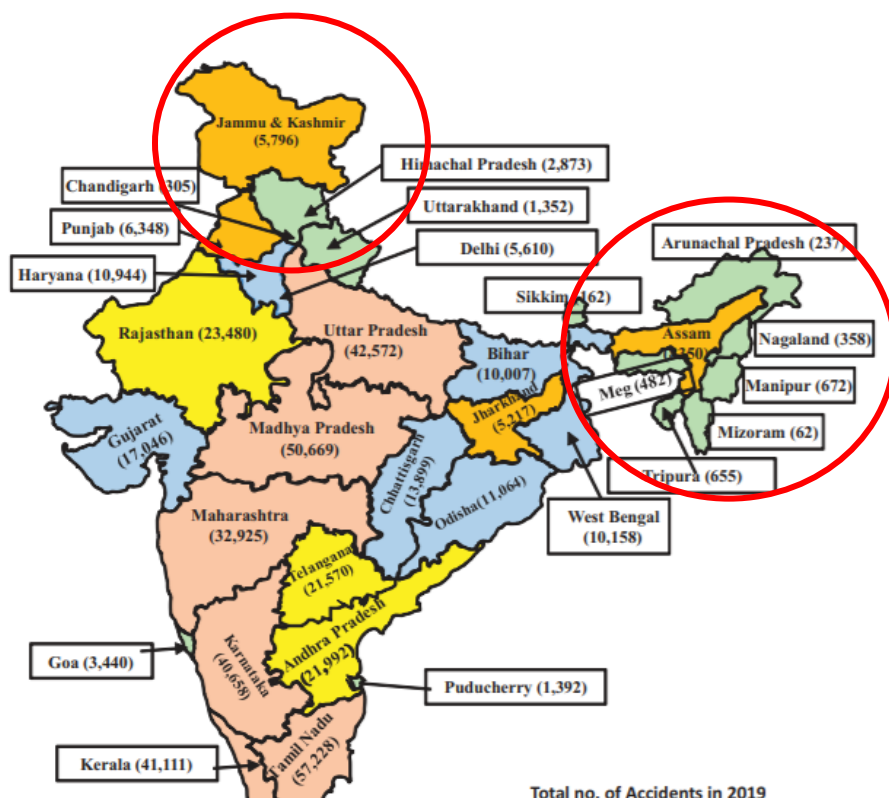 Jammu & Kashmir
(5,796)
Himachal Pradesh (2,873)
Chandigarh (305)
Uttarakhand (1,352)
Punjab (6,348)
Delhi (5,610)
Arunachal Pradesh (237)
Haryana (10,944)
Sikkim (162)
Rajasthan (23,480)
Uttar Pradesh
(42,572)
Assam
350)
Nagaland (358)
Bihar
(10,007)
Meg (482)
Manipur (672)
Jharkhand
(5,217)
Gujarat
(17,046)
Madhya Pradesh
(50,669)
Mizoram (62)
Chhattisgarh
(13,899)
Tripura (655)
Odisha(11,064)
West Bengal
(10,158)
Maharashtra
(32,925)
Telangana
(21,570)
Andhra Pradesh
(21,992)
Goa (3,440)
Karnataka
(40,658)
Puducherry (1,392)
Kerala (41,111)
Tamil Nadu
(57,228)
Total no. of Accidents in 2019